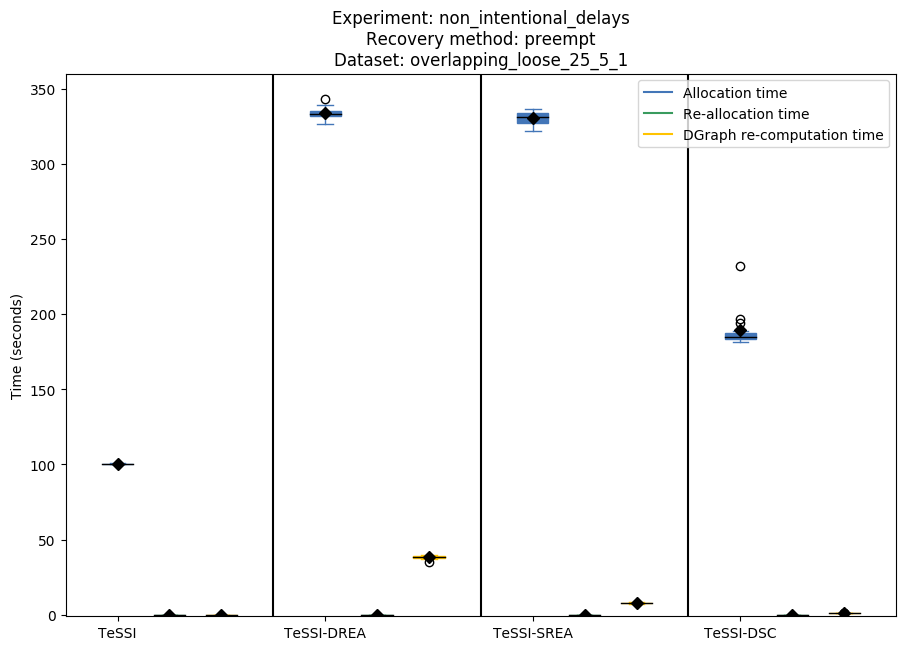 Experiment: non_intentional_delays
Recovery method: preempt
Dataset: overlapping_loose_25_5_1
Allocation time
Re-allocation time
DGraph re-computation time
Time (seconds)
350
300
250
200
150
100
50
0
TeSSI
TeSSI-DREA
TeSSI-SREA
TeSSI-DSC